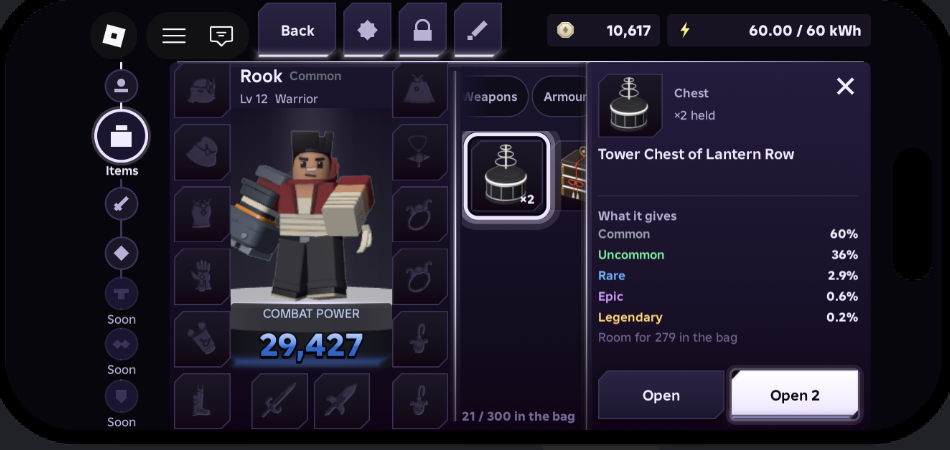 Back
10,617
60.00 / 60 kWh
Items
Soon
Soon
Soon
Rook Common
Lv 12 Warrior
COMBAT POWER
29,427
Weapons
Armour
×2
21 / 300 in the bag
Chest
×2 held
Tower Chest of Lantern Row
What it gives
Common 60%
Uncommon 36%
Rare 2.9%
Epic 0.6%
Legendary 0.2%
Room for 279 in the bag
Open
Open 2